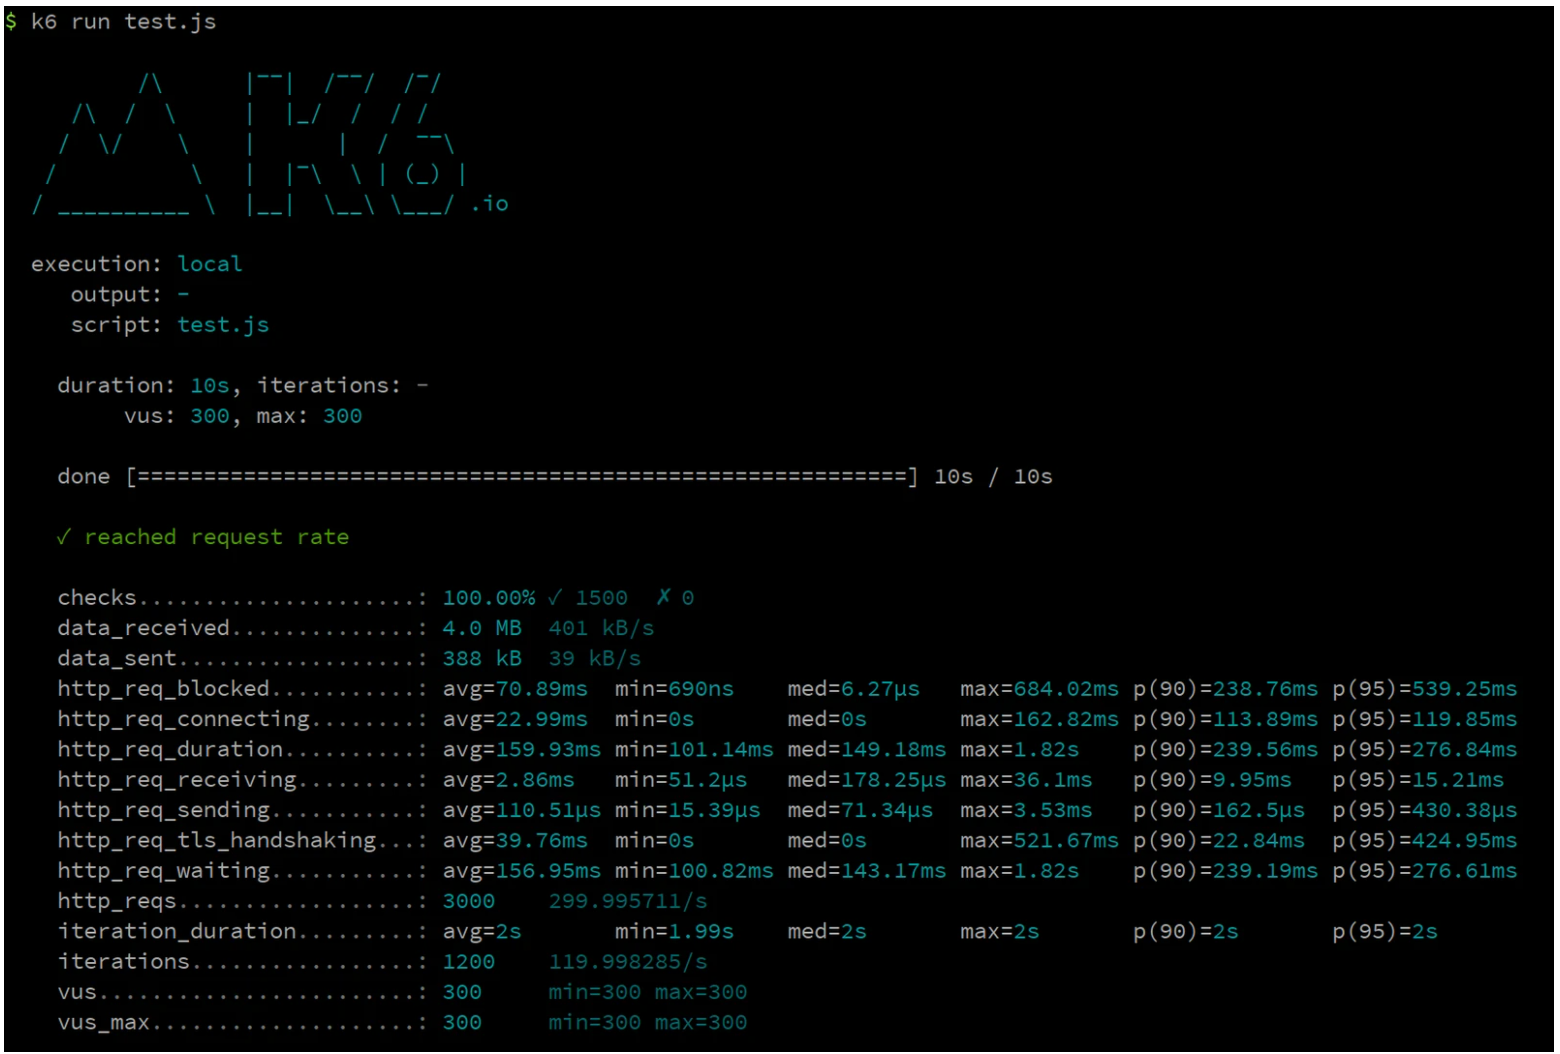 $ k6 run test.js
          /\      |‾‾|  /‾‾/  /‾/
     /\  /  \     |  |_/  /  / /
    /  \/    \    |      |  /  ‾‾\
   /          \   |  |‾\  \ | (_) |
  / __________ \  |__|  \__\ \___/ .io
execution: local
output: -
script: test.js
duration: 10s, iterations: -
vus: 300, max: 300
done [==========================================================] 10s / 10s
✓ reached request rate
checks.....................: 100.00% ✓ 1500  ✗ 0
data_received..............: 4.0 MB  401 kB/s
data_sent..................: 388 kB  39 kB/s
http_req_blocked...........: avg=70.89ms  min=690ns    med=6.27µs   max=684.02ms p(90)=238.76ms p(95)=539.25ms
http_req_connecting........: avg=22.99ms  min=0s       med=0s       max=162.82ms p(90)=113.89ms p(95)=119.85ms
http_req_duration..........: avg=159.93ms min=101.14ms med=149.18ms max=1.82s    p(90)=239.56ms p(95)=276.84ms
http_req_receiving.........: avg=2.86ms   min=51.2µs   med=178.25µs max=36.1ms   p(90)=9.95ms   p(95)=15.21ms
http_req_sending...........: avg=110.51µs min=15.39µs  med=71.34µs  max=3.53ms   p(90)=162.5µs  p(95)=430.38µs
http_req_tls_handshaking...: avg=39.76ms  min=0s       med=0s       max=521.67ms p(90)=22.84ms  p(95)=424.95ms
http_req_waiting...........: avg=156.95ms min=100.82ms med=143.17ms max=1.82s    p(90)=239.19ms p(95)=276.61ms
http_reqs..................: 3000    299.995711/s
iteration_duration.........: avg=2s       min=1.99s    med=2s       max=2s       p(90)=2s       p(95)=2s
iterations.................: 1200    119.998285/s
vus........................: 300     min=300 max=300
vus_max....................: 300     min=300 max=300